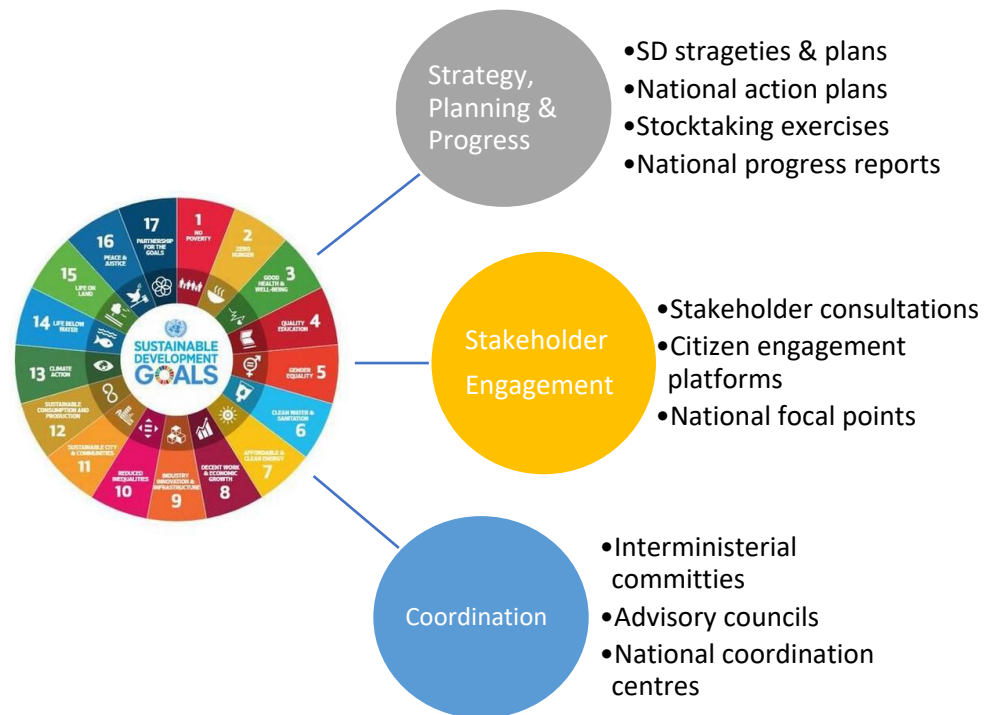 Strategy,
Planning &
Progress
•SD strageties & plans
•National action plans
•Stocktaking exercises
•National progress reports
1
NO
POVERTY
2
ZERO
HUNGER
3
GOOD
HEALTH &
WELL-BEING
4
QUALITY
EDUCATION
5
GENDER
EQUALITY
6
CLEAN WATER &
SANITATION
7
AFFORDABLE &
CLEAN ENERGY
8
DECENT WORK
& ECONOMIC
GROWTH
9
INDUSTRY
INNOVATION &
INFRASTRUCTURE
10
REDUCED
INEQUALITIES
11
SUSTAINABLE CITY
& COMMUNITIES
12
SUSTAINABLE
CONSUMPTION AND
PRODUCTION
13 CLIMATE
ACTION
14 LIFE BELOW
WATER
15
LIFE ON
LAND
16
PEACE &
JUSTICE
17
PARTNERSHIP
FOR THE
GOALS
SUSTAINABLE
DEVELOPMENT
GOALS
Stakeholder
Engagement
•Stakeholder consultations
•Citizen engagement
platforms
•National focal points
Coordination
•Interministerial
committies
•Advisory councils
•National coordination
centres